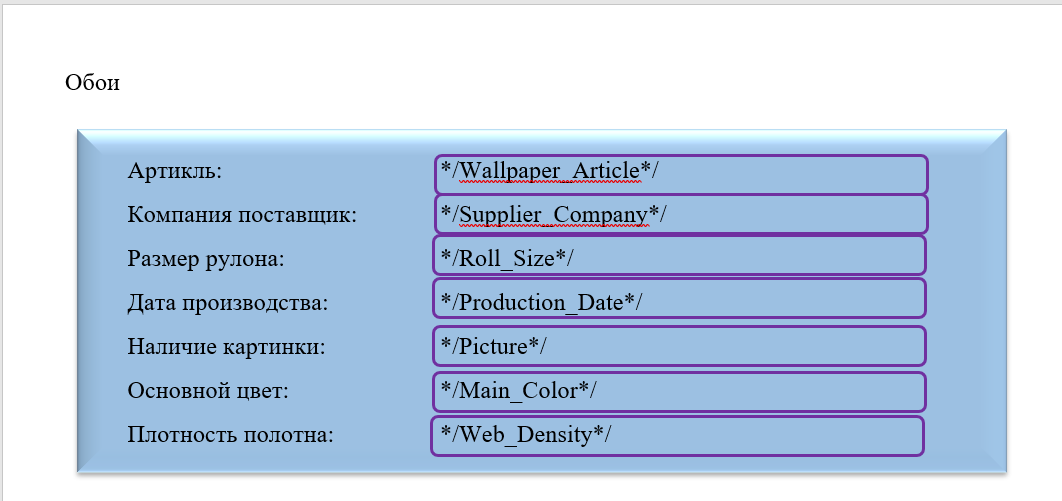 Обои
Артикль: */Wallpaper_Article*/
Компания поставщик: */Supplier_Company*/
Размер рулона: */Roll_Size*/
Дата производства: */Production_Date*/
Наличие картинки: */Picture*/
Основной цвет: */Main_Color*/
Плотность полотна: */Web_Density*/